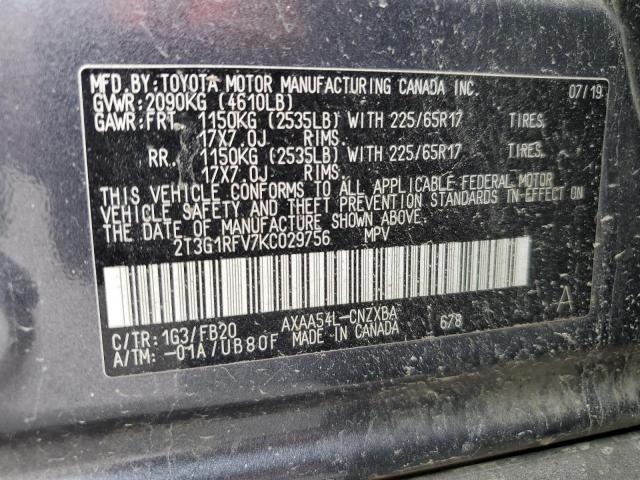 MFD.BY:TOYOTA MOTOR MANUFACTURING CANADA INC. 07/19
GVWR:2090KG (4610LB)
GAWR:FRT. 1150KG (2535LB) WITH 225/65R17 TIRES,
17X7.0J RIMS.
RR. 1150KG (2535LB) WITH 225/65R17 TIRES,
17X7.0J RIMS.
THIS VEHICLE CONFORMS TO ALL APPLICABLE FEDERAL MOTOR
VEHICLE SAFETY AND THEFT PREVENTION STANDARDS IN EFFECT
ON THE DATE OF MANUFACTURE SHOWN ABOVE.
2T3G1RFV7KC029756 MPV
C/TR:1G3/FB20 AXAA54L-CNZXBA 678 A
A/TM:-01A/UB80F MADE IN CANADA